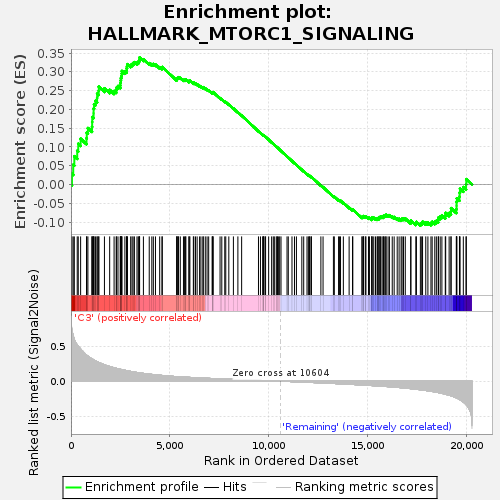 Enrichment plot:
HALLMARK_MTORC1_SIGNALING
Enrichment score (ES)
0.35
0.30
0.25
0.20
0.15
0.10
0.05
0.00
-0.05
-0.10
Ranked list metric (Signal2Noise)
'C3' (positively correlated)
0.5
0.0
-0.5
Zero cross at 10604
'Remaining' (negatively correlated)
0
5,000
10,000
15,000
20,000
Rank in Ordered Dataset
Enrichment profile
Hits
Ranking metric scores